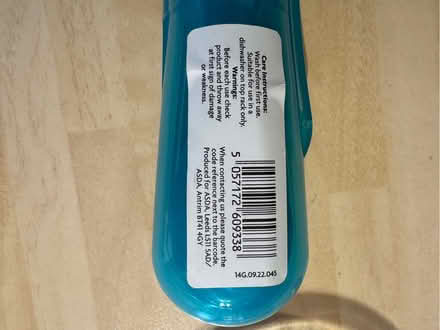 Care Instructions:
Wash before first use.
Suitable for use in a
dishwasher on top rack only.
Warnings:
Before each use check
product and throw away
at first sign of damage
or weakness.
5 057172 609338
When contacting us please quote the
code reference next to the barcode.
Produced for ASDA, Leeds LS11 5AD/
ASDA, Antrim BT41 4GY
14G.09.22.045